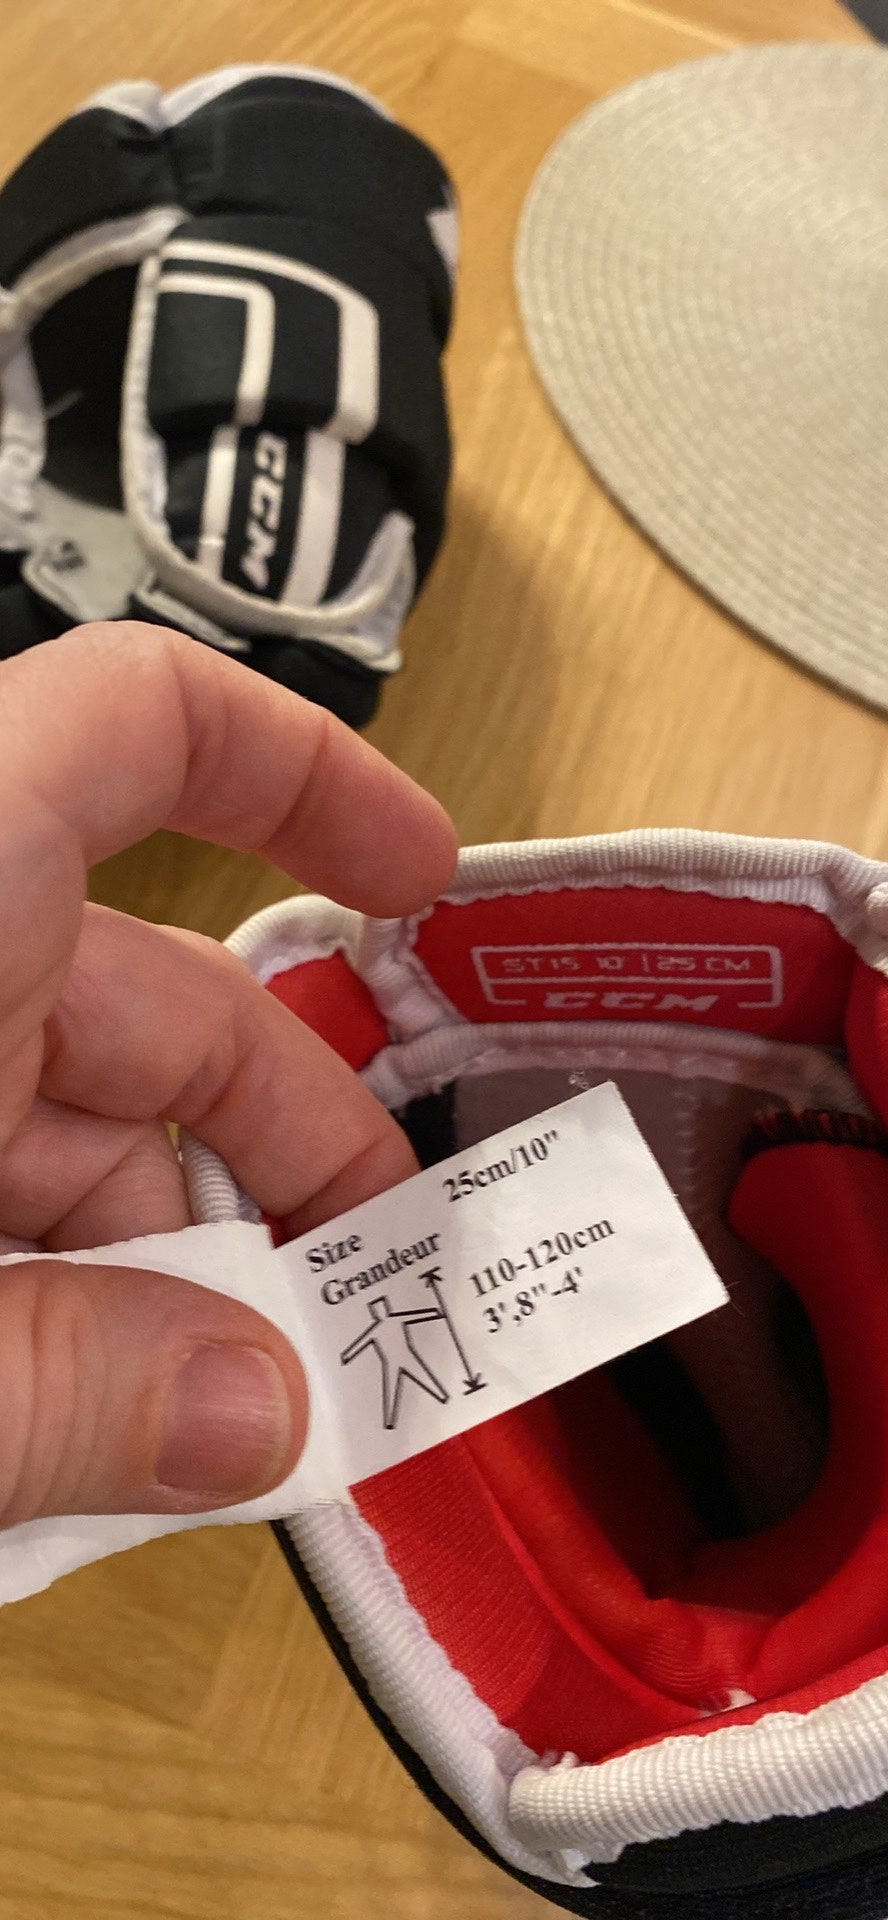 CCM
ST15 10" | 25 CM
CCM
Size 25cm/10"
Grandeur
110-120cm
3',8"-4'